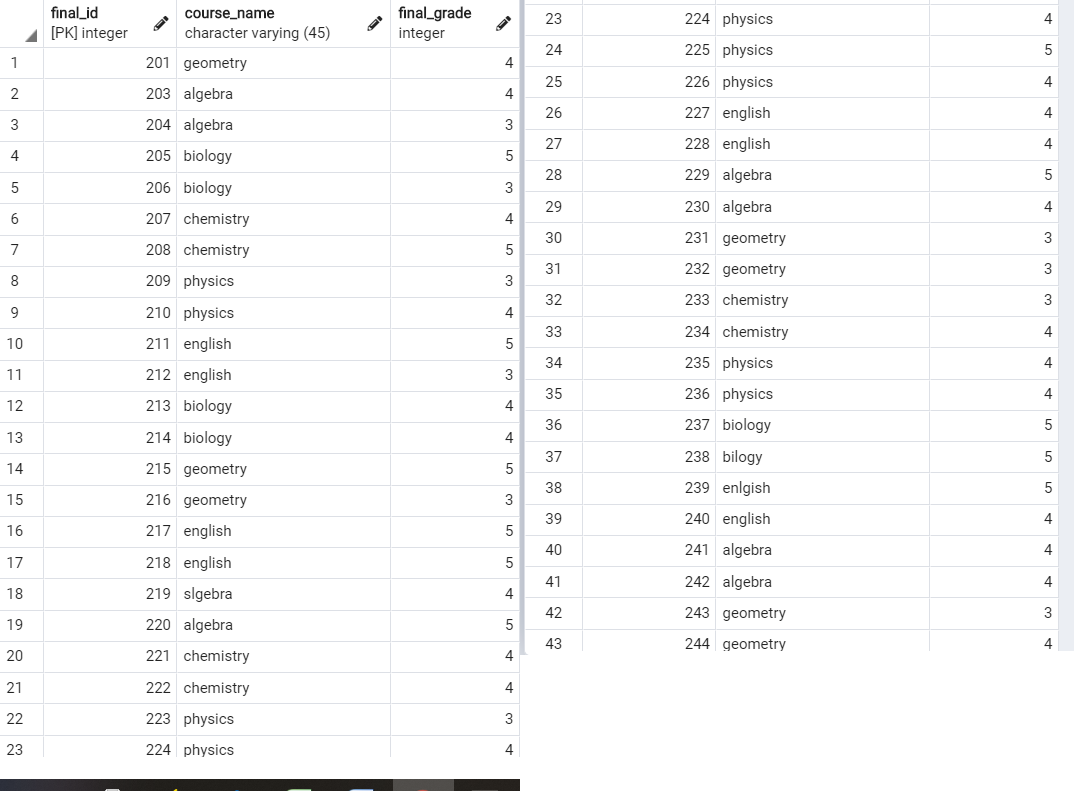 final_id course_name final_grade
[PK] integer character varying (45) integer
1 201 geometry 4
2 203 algebra 4
3 204 algebra 3
4 205 biology 5
5 206 biology 3
6 207 chemistry 4
7 208 chemistry 5
8 209 physics 3
9 210 physics 4
10 211 english 5
11 212 english 3
12 213 biology 4
13 214 biology 4
14 215 geometry 5
15 216 geometry 3
16 217 english 5
17 218 english 5
18 219 slgebra 4
19 220 algebra 5
20 221 chemistry 4
21 222 chemistry 4
22 223 physics 3
23 224 physics 4
23 224 physics 4
24 225 physics 5
25 226 physics 4
26 227 english 4
27 228 english 4
28 229 algebra 5
29 230 algebra 4
30 231 geometry 3
31 232 geometry 3
32 233 chemistry 3
33 234 chemistry 4
34 235 physics 4
35 236 physics 4
36 237 biology 5
37 238 bilogy 5
38 239 enlgish 5
39 240 english 4
40 241 algebra 4
41 242 algebra 4
42 243 geometry 3
43 244 geometry 4